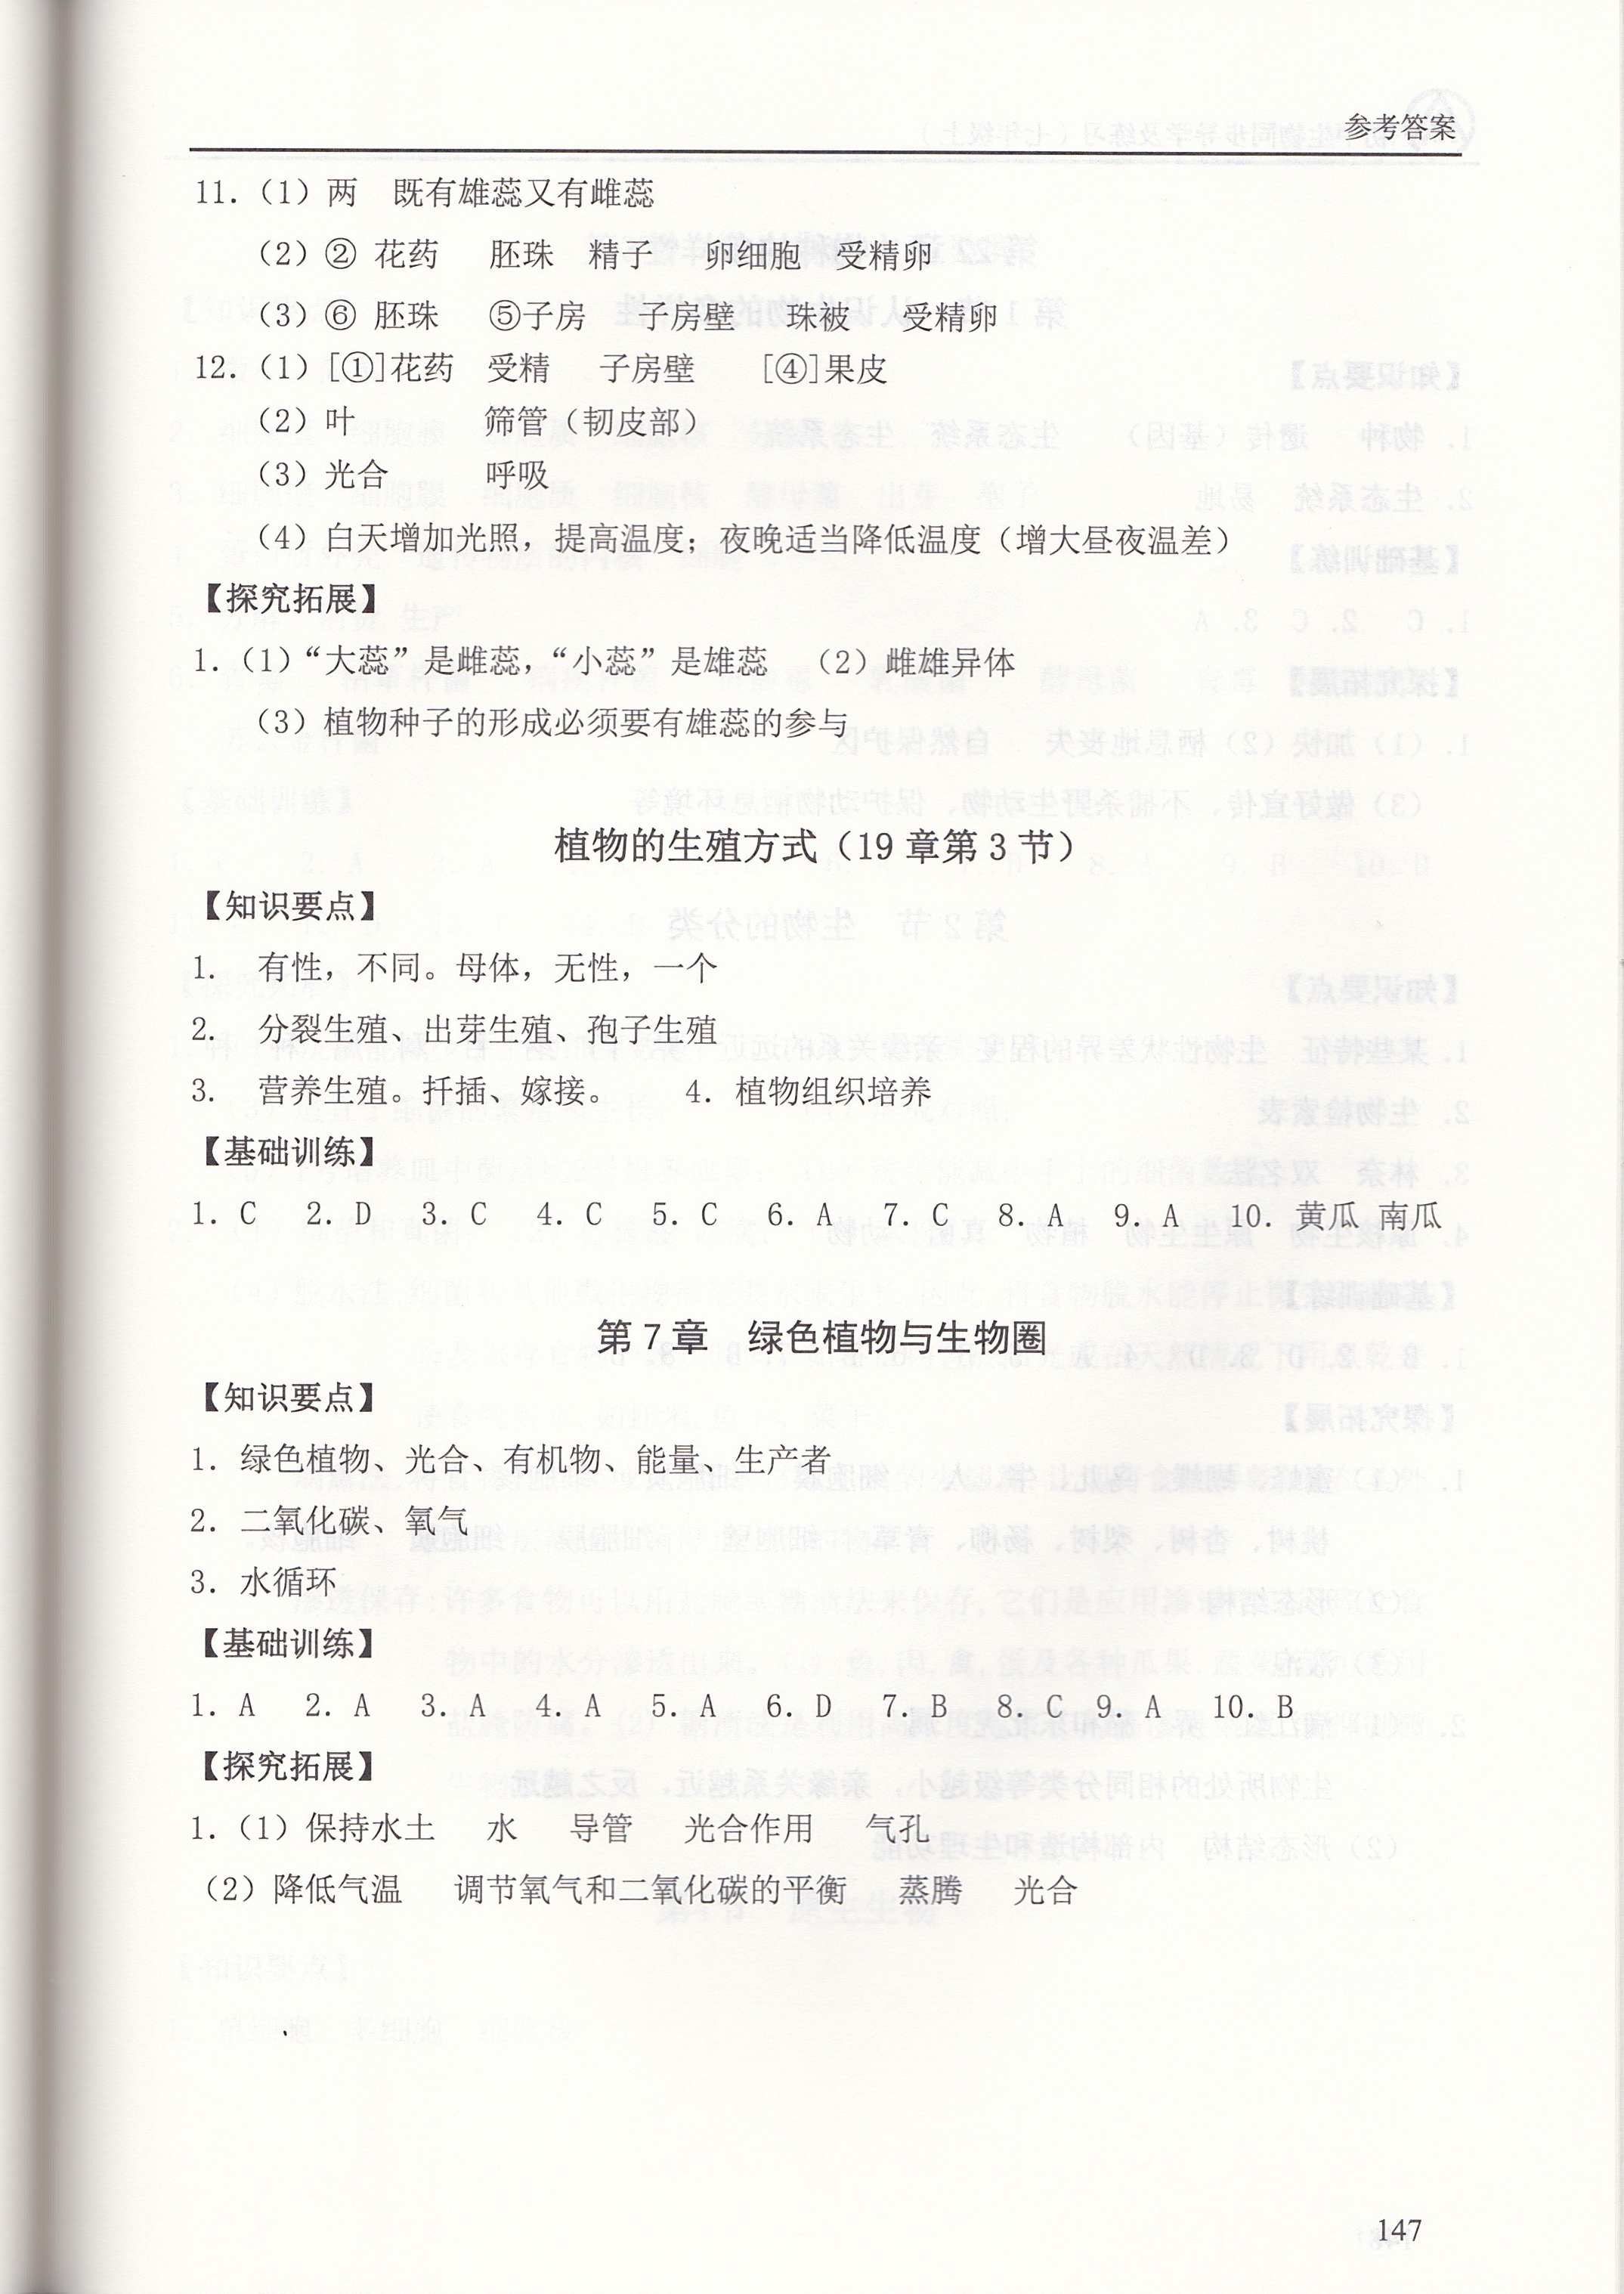 参考答案
11.（1）两　既有雄蕊又有雌蕊
（2）② 花药　胚珠　精子　卵细胞　受精卵
（3）⑥ 胚珠　⑤子房　子房壁　珠被　受精卵
12.（1）[①]花药　受精　子房壁　[④]果皮
（2）叶　筛管（韧皮部）
（3）光合　呼吸
（4）白天增加光照，提高温度；夜晚适当降低温度（增大昼夜温差）
【探究拓展】
1.（1）“大蕊”是雌蕊，“小蕊”是雄蕊　（2）雌雄异体
（3）植物种子的形成必须要有雄蕊的参与
植物的生殖方式（19 章第 3 节）
【知识要点】
1.　有性，不同。母体，无性，一个
2.　分裂生殖、出芽生殖、孢子生殖
3.　营养生殖。扦插、嫁接。　4. 植物组织培养
【基础训练】
1. C　2. D　3. C　4. C　5. C　6. A　7. C　8. A　9. A　10. 黄瓜 南瓜
第 7 章　绿色植物与生物圈
【知识要点】
1. 绿色植物、光合、有机物、能量、生产者
2. 二氧化碳、氧气
3. 水循环
【基础训练】
1. A　2. A　3. A　4. A　5. A　6. D　7. B　8. C　9. A　10. B
【探究拓展】
1.（1）保持水土　水　导管　光合作用　气孔
（2）降低气温　调节氧气和二氧化碳的平衡　蒸腾　光合
147